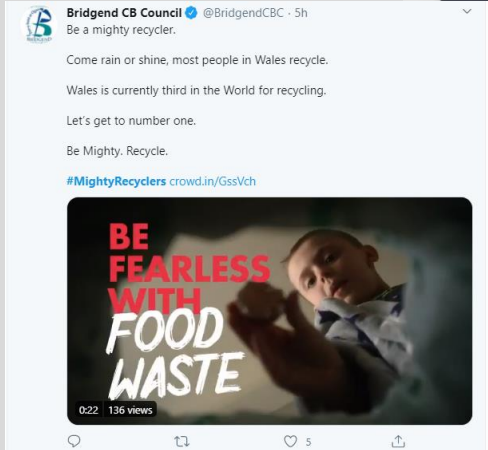 Bridgend CB Council @BridgendCBC · 5h
Be a mighty recycler.
Come rain or shine, most people in Wales recycle.
Wales is currently third in the World for recycling.
Let's get to number one.
Be Mighty. Recycle.
#MightyRecyclers crowd.in/GssVch
BE
FEARLESS
WITH
FOOD
WASTE
0:22 136 views
5